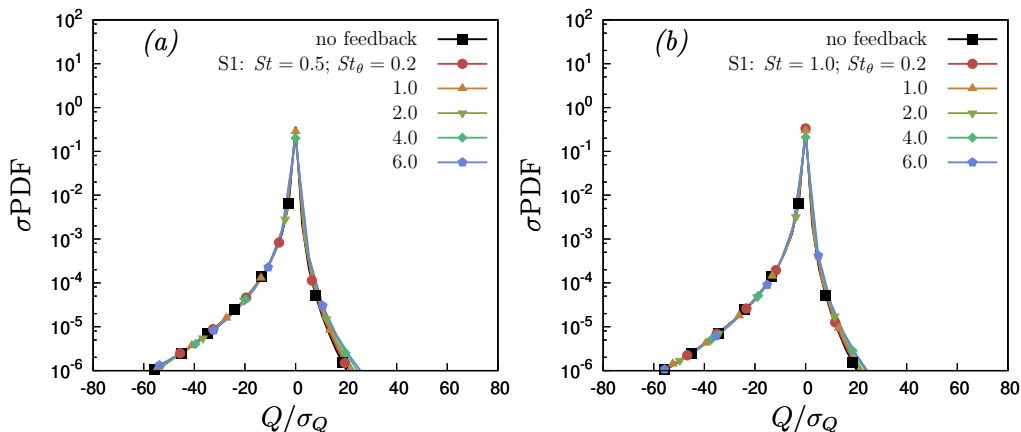 (a)
no feedback
S1: St = 0.5; St_θ = 0.2
1.0
2.0
4.0
6.0
σPDF
10^2
10^1
10^0
10^-1
10^-2
10^-3
10^-4
10^-5
10^-6
-80 -60 -40 -20 0 20 40 60 80
Q/σ_Q
(b)
no feedback
S1: St = 1.0; St_θ = 0.2
1.0
2.0
4.0
6.0
σPDF
10^2
10^1
10^0
10^-1
10^-2
10^-3
10^-4
10^-5
10^-6
-80 -60 -40 -20 0 20 40 60 80
Q/σ_Q